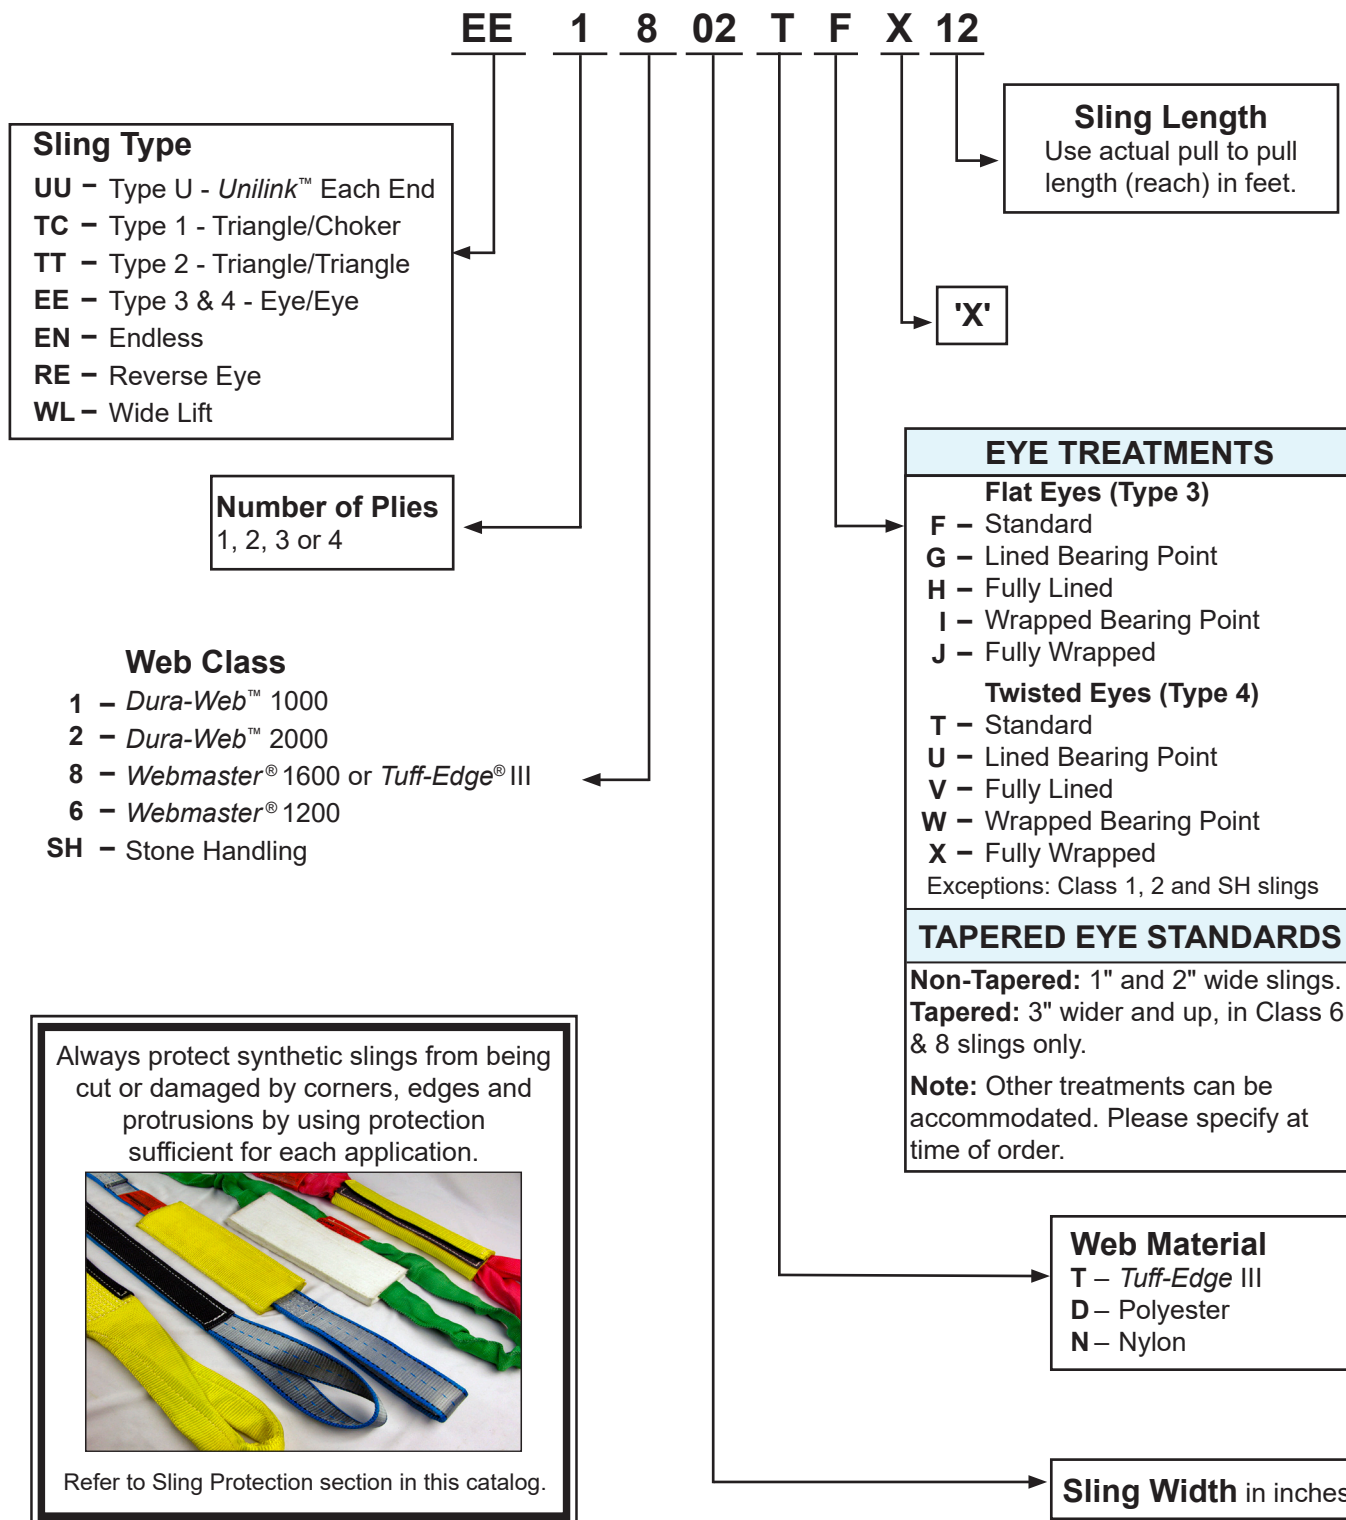 EE 1 8 02 T F X 12
Sling Type
UU – Type U - Unilink™ Each End
TC – Type 1 - Triangle/Choker
TT – Type 2 - Triangle/Triangle
EE – Type 3 & 4 - Eye/Eye
EN – Endless
RE – Reverse Eye
WL – Wide Lift
Sling Length
Use actual pull to pull
length (reach) in feet.
'X'
Number of Plies
1, 2, 3 or 4
Web Class
1 – Dura-Web™ 1000
2 – Dura-Web™ 2000
8 – Webmaster® 1600 or Tuff-Edge® III
6 – Webmaster® 1200
SH – Stone Handling
EYE TREATMENTS
Flat Eyes (Type 3)
F – Standard
G – Lined Bearing Point
H – Fully Lined
I – Wrapped Bearing Point
J – Fully Wrapped
Twisted Eyes (Type 4)
T – Standard
U – Lined Bearing Point
V – Fully Lined
W – Wrapped Bearing Point
X – Fully Wrapped
Exceptions: Class 1, 2 and SH slings
TAPERED EYE STANDARDS
Non-Tapered: 1" and 2" wide slings.
Tapered: 3" wider and up, in Class 6
& 8 slings only.
Note: Other treatments can be
accommodated. Please specify at
time of order.
Always protect synthetic slings from being
cut or damaged by corners, edges and
protrusions by using protection
sufficient for each application.
Refer to Sling Protection section in this catalog.
Web Material
T – Tuff-Edge III
D – Polyester
N – Nylon
Sling Width in inches